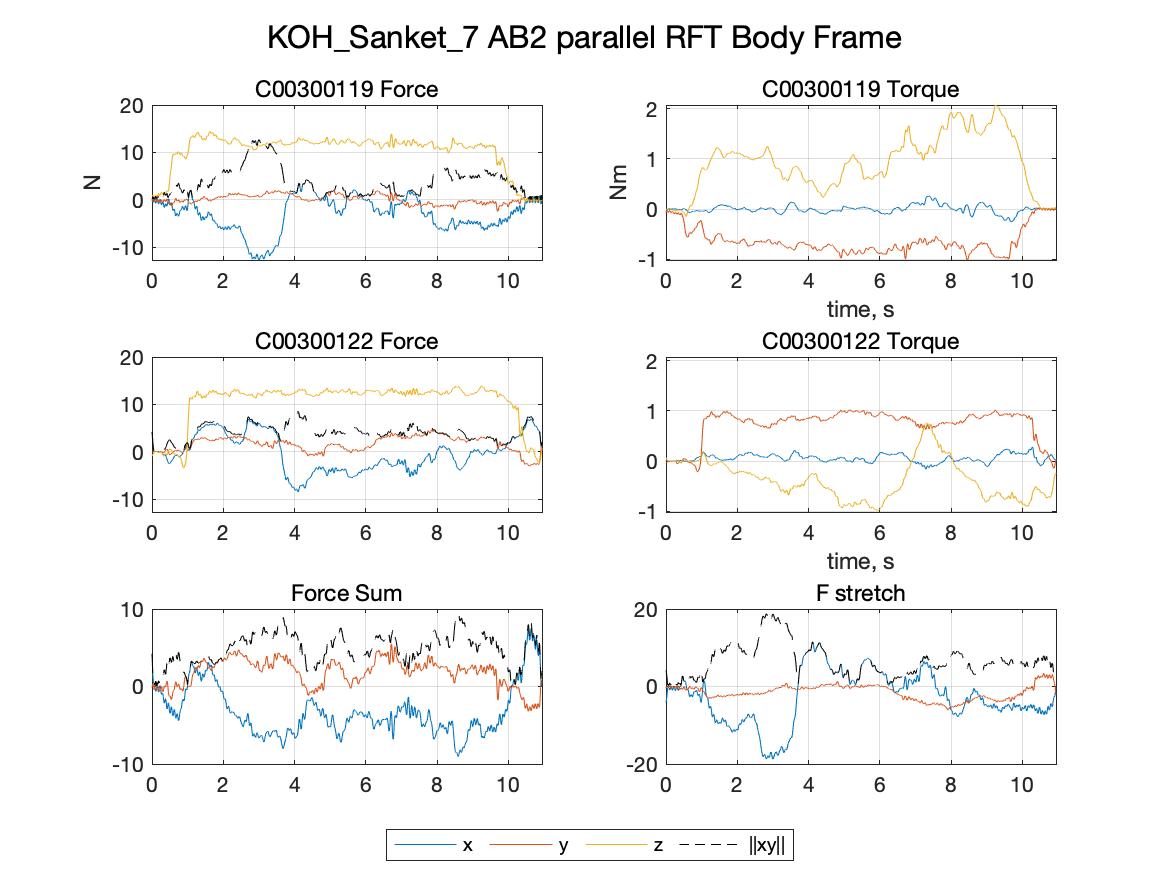 KOH_Sanket_7 AB2 parallel RFT Body Frame
C00300119 Force
20
10
0
-10
N
0 2 4 6 8 10
C00300119 Torque
2
1
0
-1
Nm
0 2 4 6 8 10
time, s
C00300122 Force
20
10
0
-10
0 2 4 6 8 10
C00300122 Torque
2
1
0
-1
0 2 4 6 8 10
time, s
Force Sum
10
0
-10
0 2 4 6 8 10
F stretch
20
0
-20
0 2 4 6 8 10
x y z ||xy||